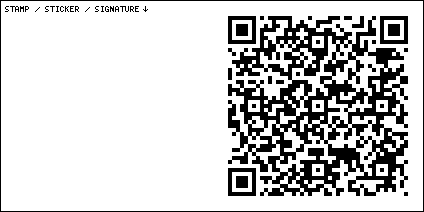 STAMP / STICKER / SIGNATURE ↓